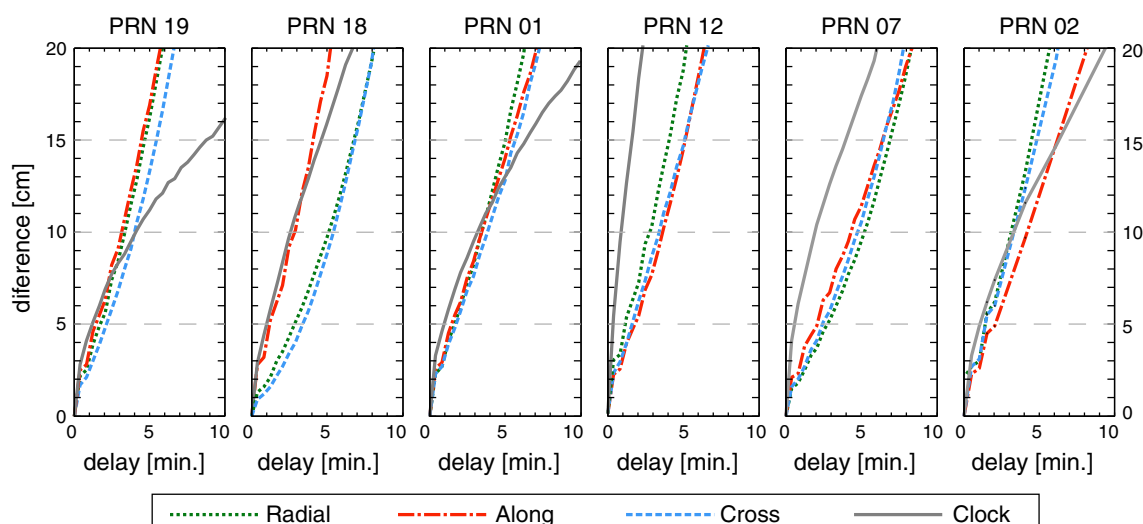 PRN 19 PRN 18 PRN 01 PRN 12 PRN 07 PRN 02
20 20
15 15
10 10
5 5
0 0
diference [cm]
0 5 10 0 5 10 0 5 10 0 5 10 0 5 10 0 5 10
delay [min.] delay [min.] delay [min.] delay [min.] delay [min.] delay [min.]
Radial Along Cross Clock